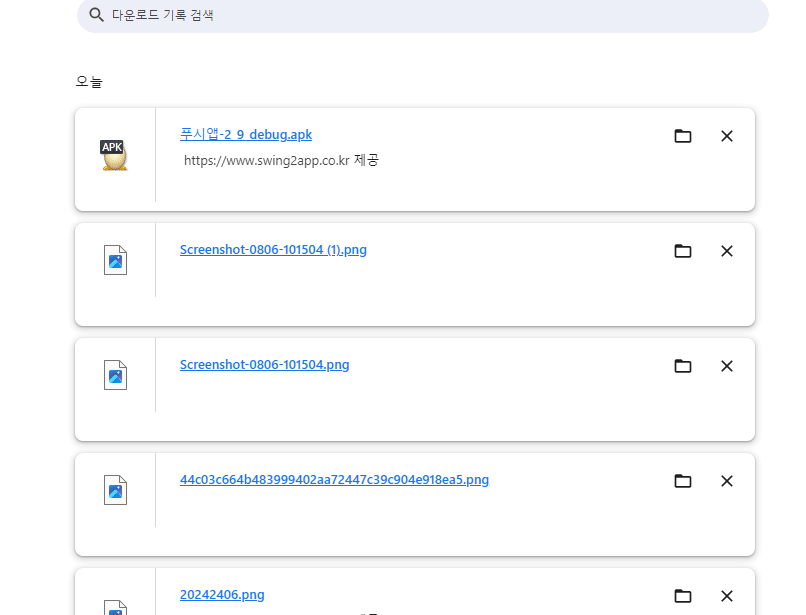 다운로드 기록 검색
오늘
APK
푸시앱-2_9_debug.apk
https://www.swing2app.co.kr 제공
Screenshot-0806-101504 (1).png
Screenshot-0806-101504.png
44c03c664b483999402aa72447c39c904e918ea5.png
20242406.png